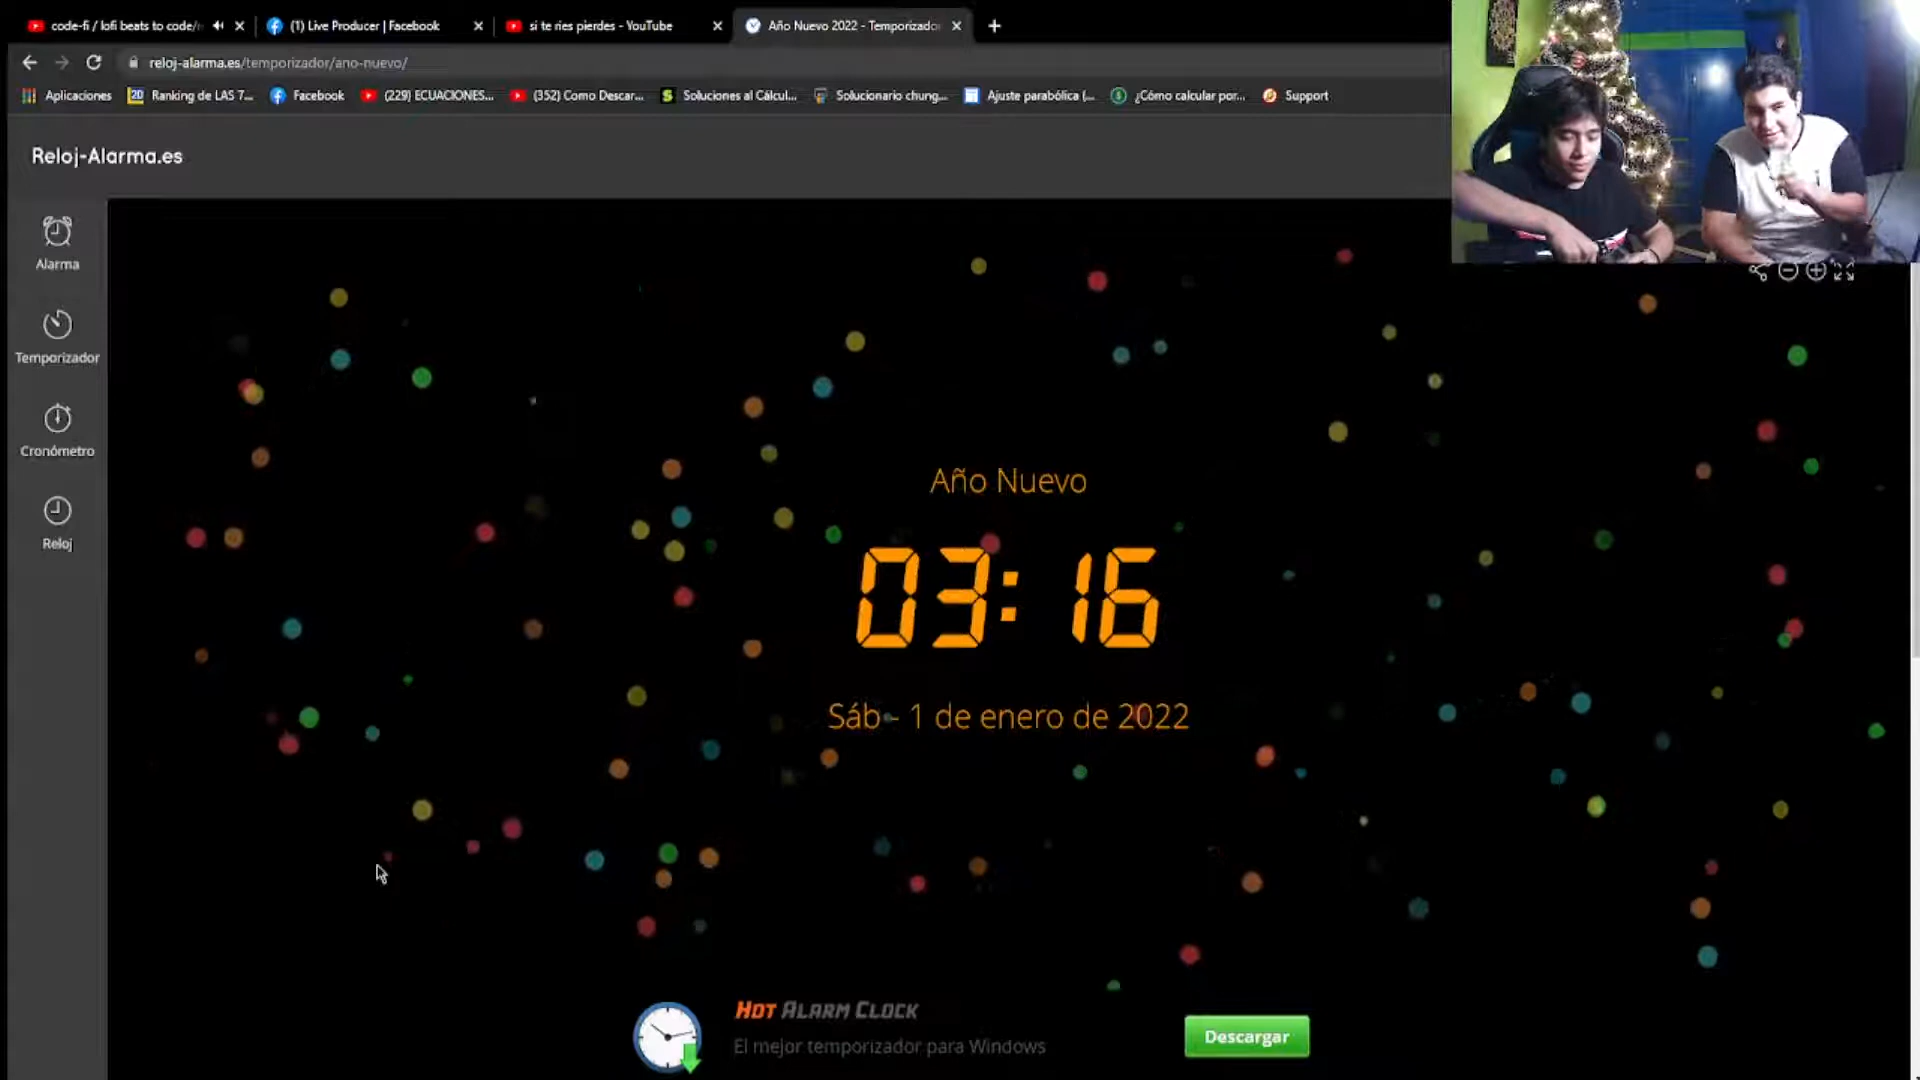 code-fi / lofi beats to code/r
(1) Live Producer | Facebook
si te ries pierdes - YouTube
Año Nuevo 2022 - Temporizador
reloj-alarma.es/temporizador/ano-nuevo/
Aplicaciones
Ranking de LAS 7...
Facebook
(229) ECUACIONES...
(352) Como Descar...
Soluciones al Cálcul...
Solucionario chung...
Ajuste parabólica (...
¿Cómo calcular por...
Support
Reloj-Alarma.es
Alarma
Temporizador
Cronómetro
Reloj
Año Nuevo
03:16
Sáb - 1 de enero de 2022
HOT ALARM CLOCK
El mejor temporizador para Windows
Descargar